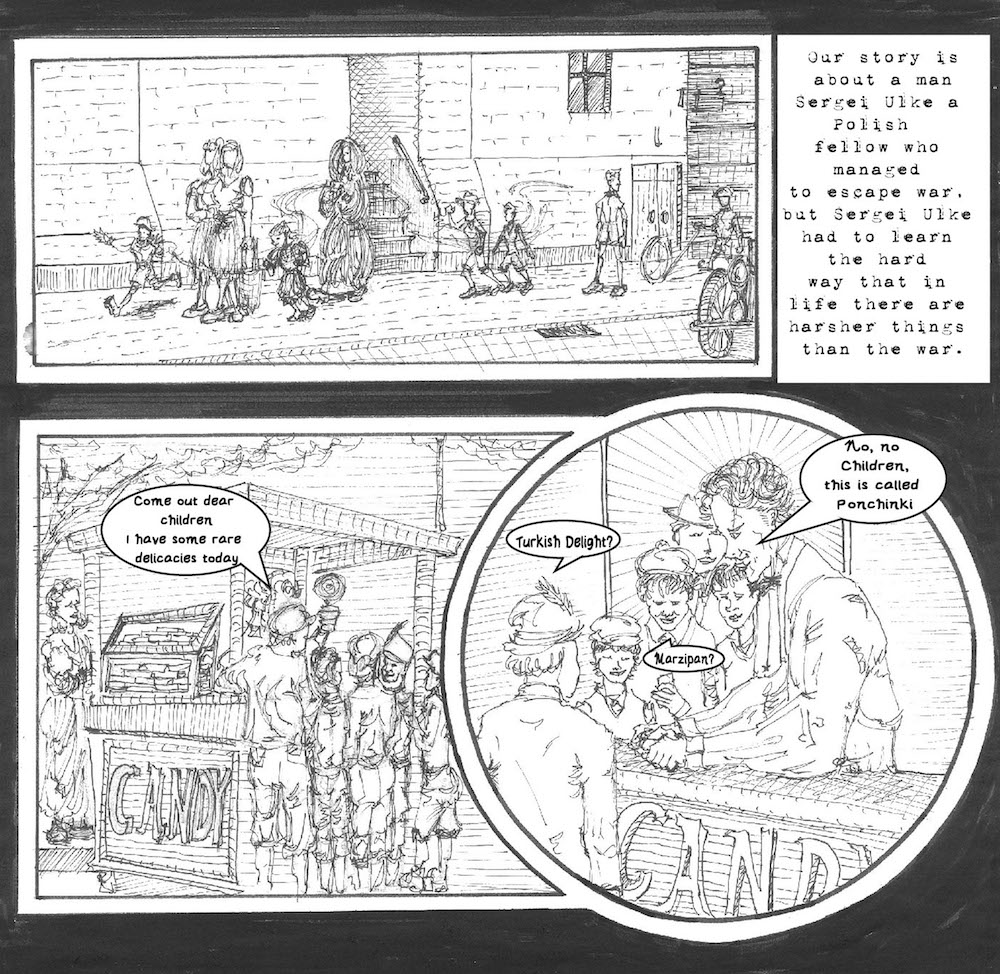 Our story is
about a man
Sergei Ulke a
Polish
fellow who
managed
to escape war,
but Sergei Ulke
had to learn
the hard
way that in
life there are
harsher things
than the war.
Come out dear
children
I have some rare
delicacies today
CANDY
Turkish Delight?
No, no
Children,
this is called
Ponchinki
Marzipan?
CANDY